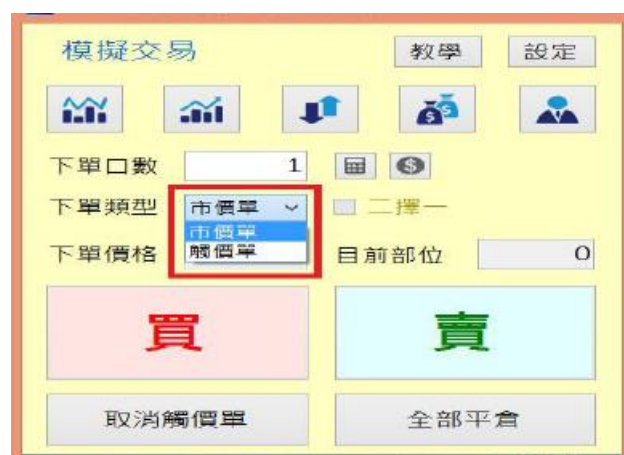 模擬交易 教學 設定
下單口數 1
下單類型 市價單 二擇一
市價單
觸價單
下單價格 目前部位 0
買 賣
取消觸價單 全部平倉